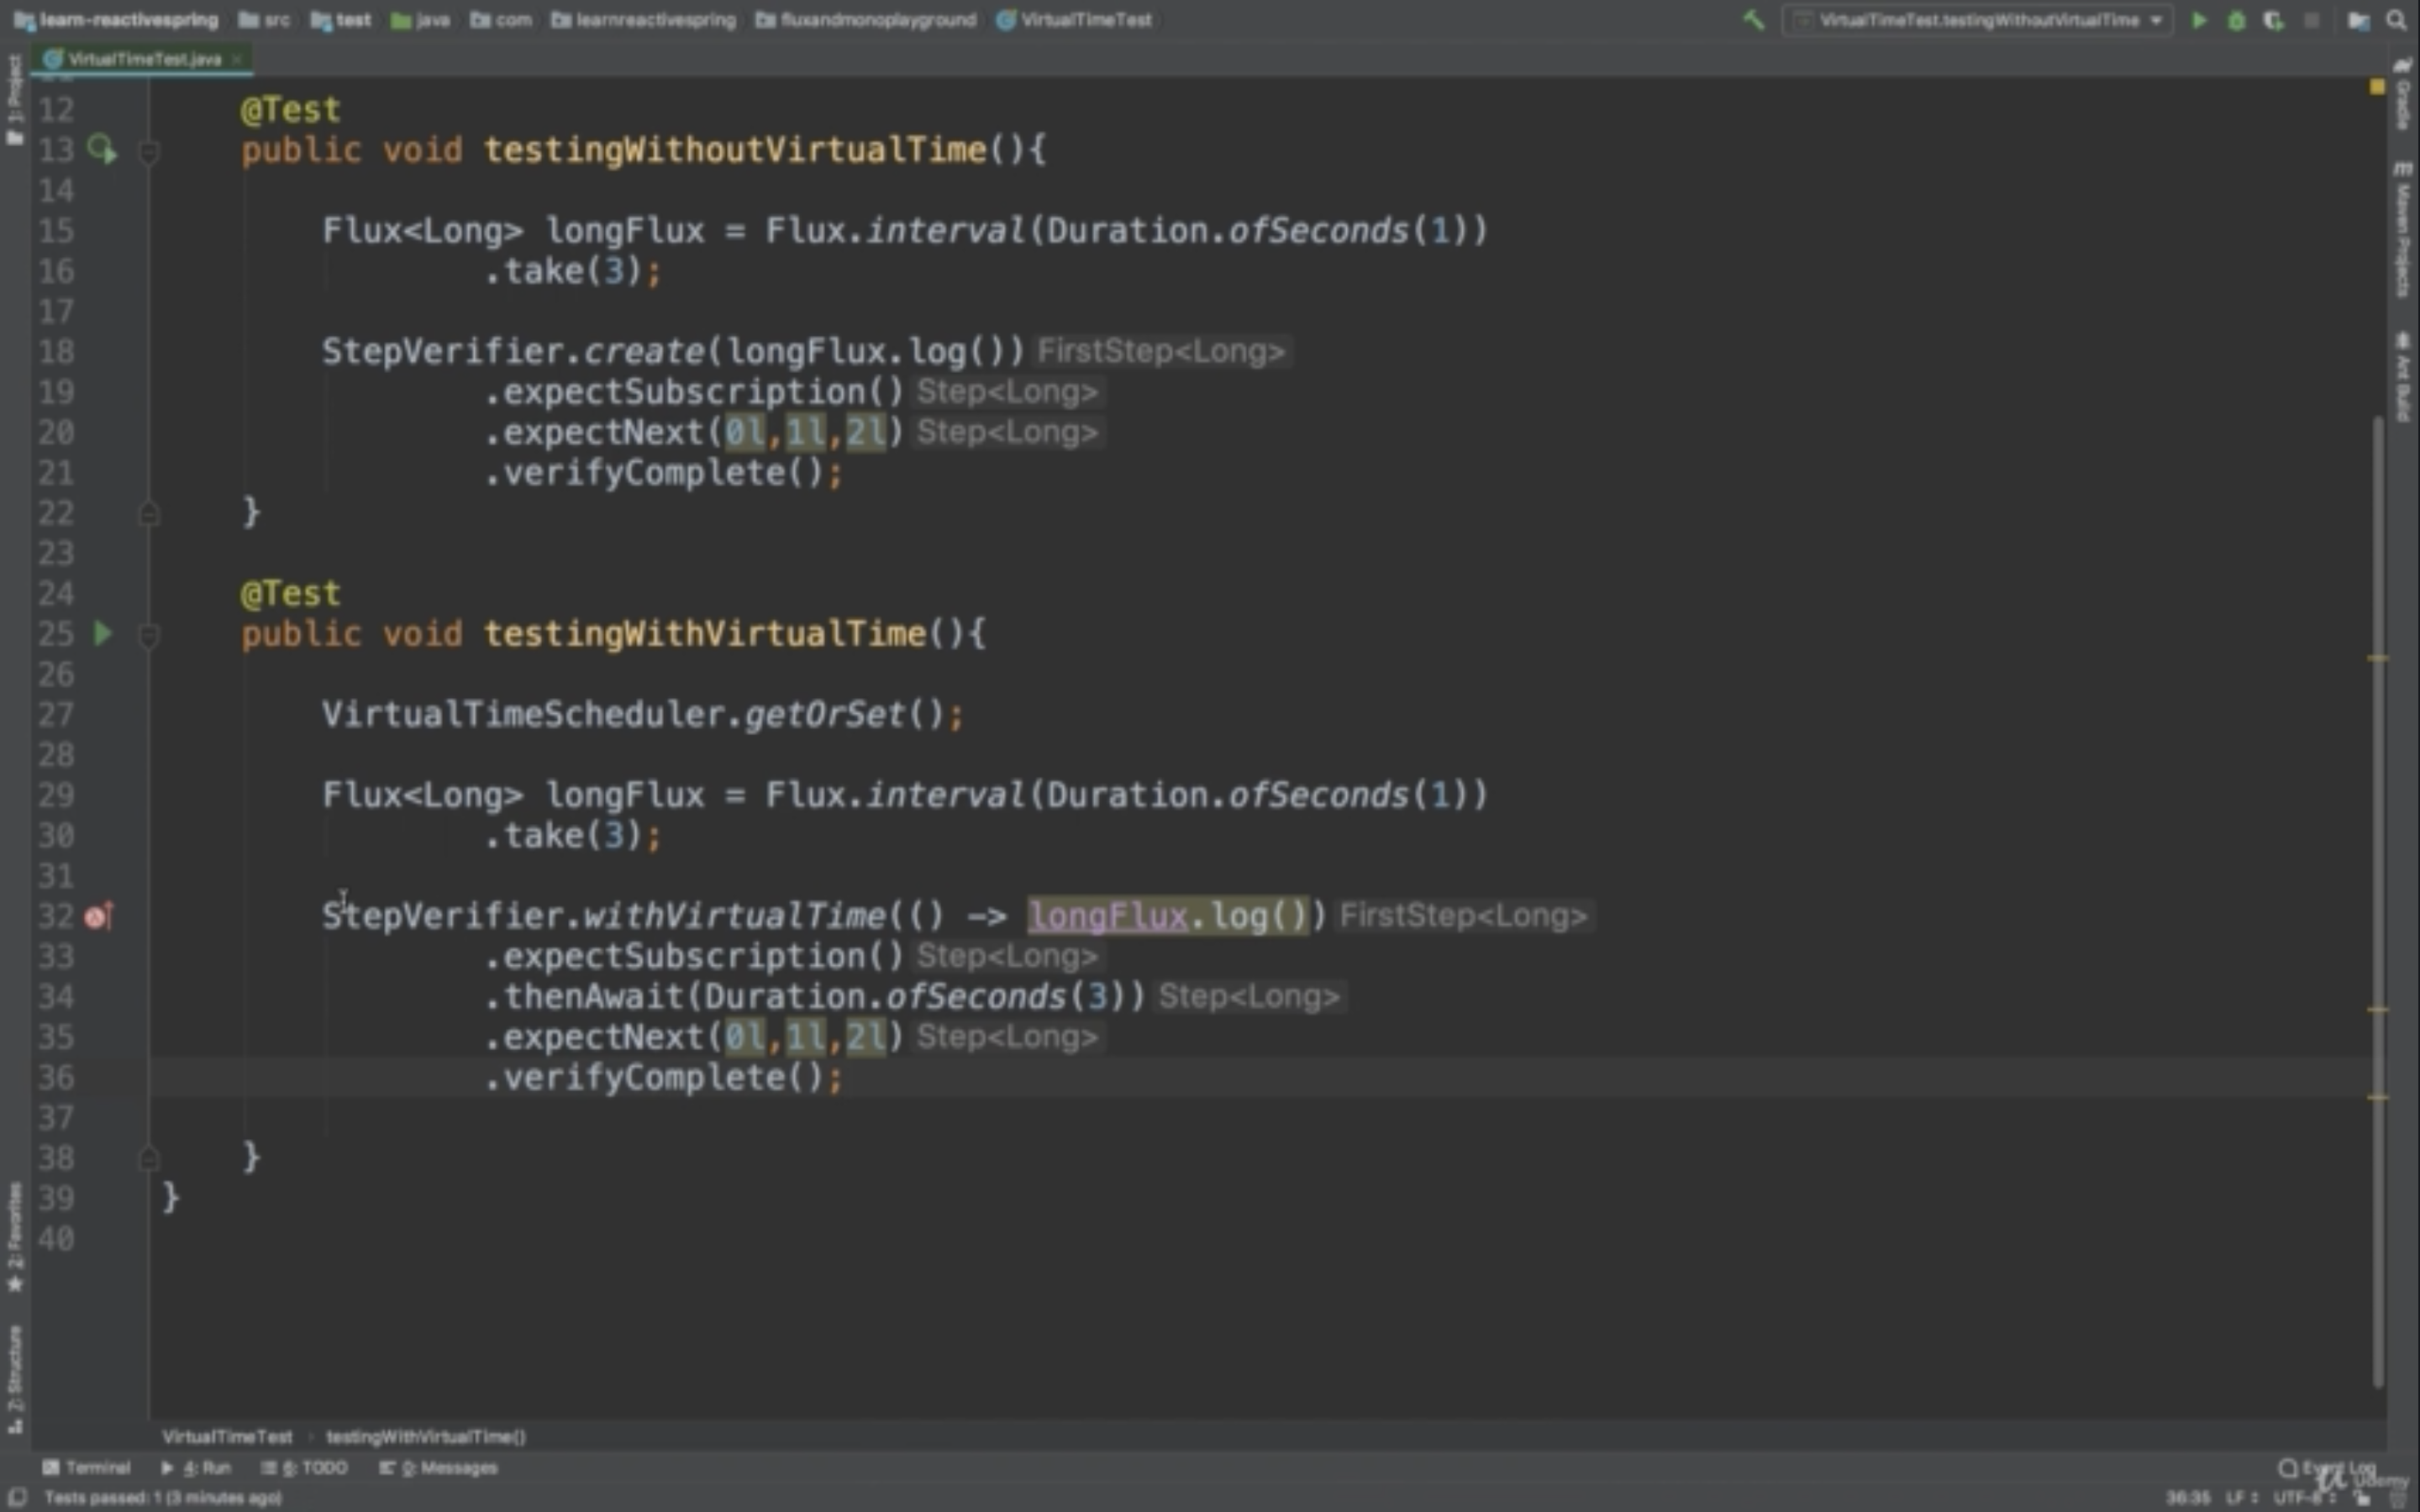 learn-reactivespring src test java com learnreactivespring fluxandmonoplayground VirtualTimeTest VirtualTimeTest.testingWithoutVirtualTime
VirtualTimeTest.java
1: Project
12 @Test
13 public void testingWithoutVirtualTime(){
14
15 Flux<Long> longFlux = Flux.interval(Duration.ofSeconds(1))
16 .take(3);
17
18 StepVerifier.create(longFlux.log()) FirstStep<Long>
19 .expectSubscription() Step<Long>
20 .expectNext(0l,1l,2l) Step<Long>
21 .verifyComplete();
22 }
23
24 @Test
25 public void testingWithVirtualTime(){
26
27 VirtualTimeScheduler.getOrSet();
28
29 Flux<Long> longFlux = Flux.interval(Duration.ofSeconds(1))
30 .take(3);
31
32 StepVerifier.withVirtualTime(() -> longFlux.log()) FirstStep<Long>
33 .expectSubscription() Step<Long>
34 .thenAwait(Duration.ofSeconds(3)) Step<Long>
35 .expectNext(0l,1l,2l) Step<Long>
36 .verifyComplete();
37
38 }
39 }
40
Gradle
Maven Projects
Ant Build
2: Favorites
7: Structure
VirtualTimeTest testingWithVirtualTime()
Terminal 4: Run 6: TODO 0: Messages Event Log
Udemy
Tests passed: 1 (3 minutes ago) 36:35 LF UTF-8